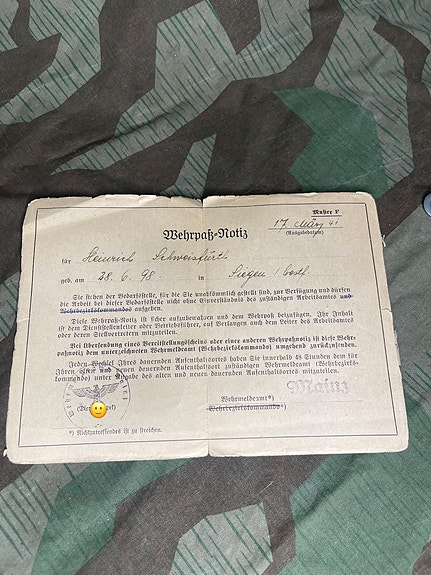 Muster F
17. März 41
(Ausgabedatum)
Wehrpaß-Notiz
für Heinrich Schweisfurth
geb. am 28. 6. 98. in Siegen / Westf.
Sie stehen der Bedarfsstelle, für die Sie unabkömmlich gestellt sind, zur Verfügung und dürfen
die Arbeit bei dieser Bedarfsstelle nicht ohne Einverständnis des zuständigen Arbeitsamtes und
Wehrbezirkskommandos aufgeben.
Diese Wehrpaß-Notiz ist sicher aufzubewahren und dem Wehrpaß beizufügen. Ihr Inhalt
ist dem Dienststellenleiter oder Betriebsführer, auf Verlangen auch dem Leiter des Arbeitsamtes
oder deren Stellvertretern mitzuteilen.
Bei Übersendung eines Bereitstellungsscheins oder einer anderen Wehrpaßnotiz ist diese Wehr-
paßnotiz dem unterzeichneten Wehrmeldeamt (Wehrbezirkskommando) umgehend zurückzusenden.
Jeden Wechsel Ihres dauernden Aufenthaltsortes haben Sie innerhalb 48 Stunden dem für
Ihren alten und neuen dauernden Aufenthaltsort zuständigen Wehrmeldeamt (Wehrbezirks-
kommando) unter Angabe des alten und neuen dauernden Aufenthaltsortes mitzuteilen.
Mainz
Wehrmeldeamt*)
Wehrbezirkskommando*)
*) Nichtzutreffendes ist zu streichen.